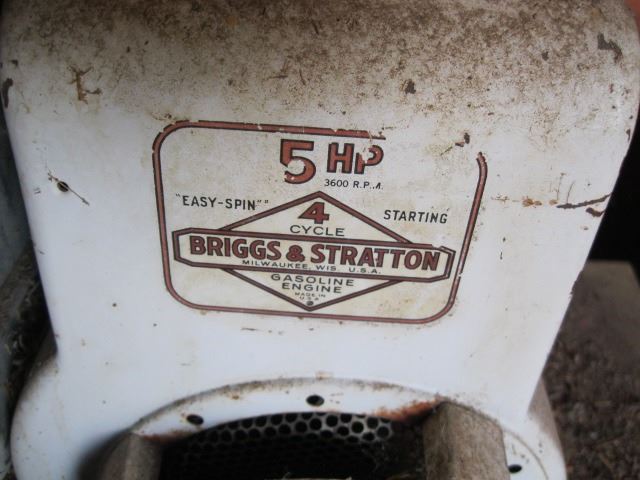 5 HP
3600 R.P.M.
"EASY-SPIN" STARTING
4
CYCLE
BRIGGS & STRATTON
MILWAUKEE, WIS. U.S.A.
GASOLINE
ENGINE
MADE IN
U.S.A.